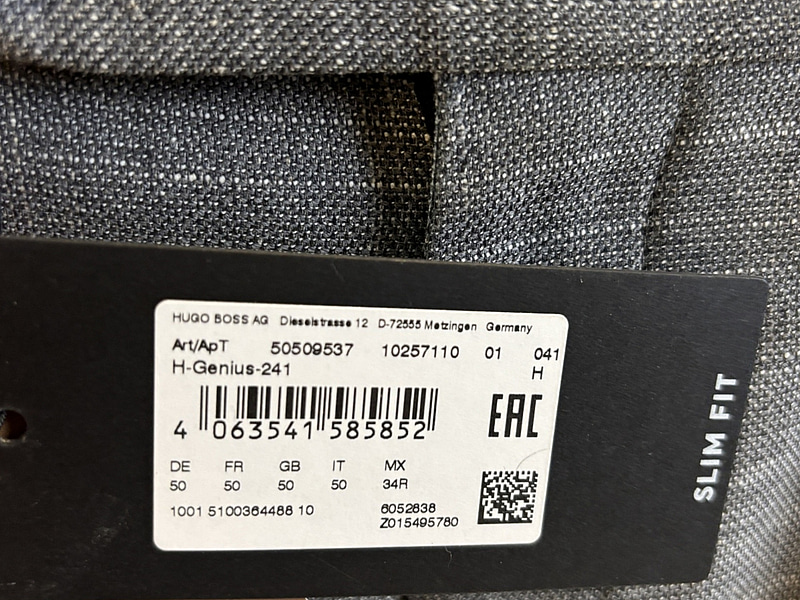 HUGO BOSS AG Dieselstrasse 12 D-72555 Metzingen Germany
Art/ApT 50509537 10257110 01 041
H-Genius-241 H
4 063541 585852
EAC
DE FR GB IT MX
50 50 50 50 34R
1001 5100364488 10 6052838
Z015495780
SLIM FIT